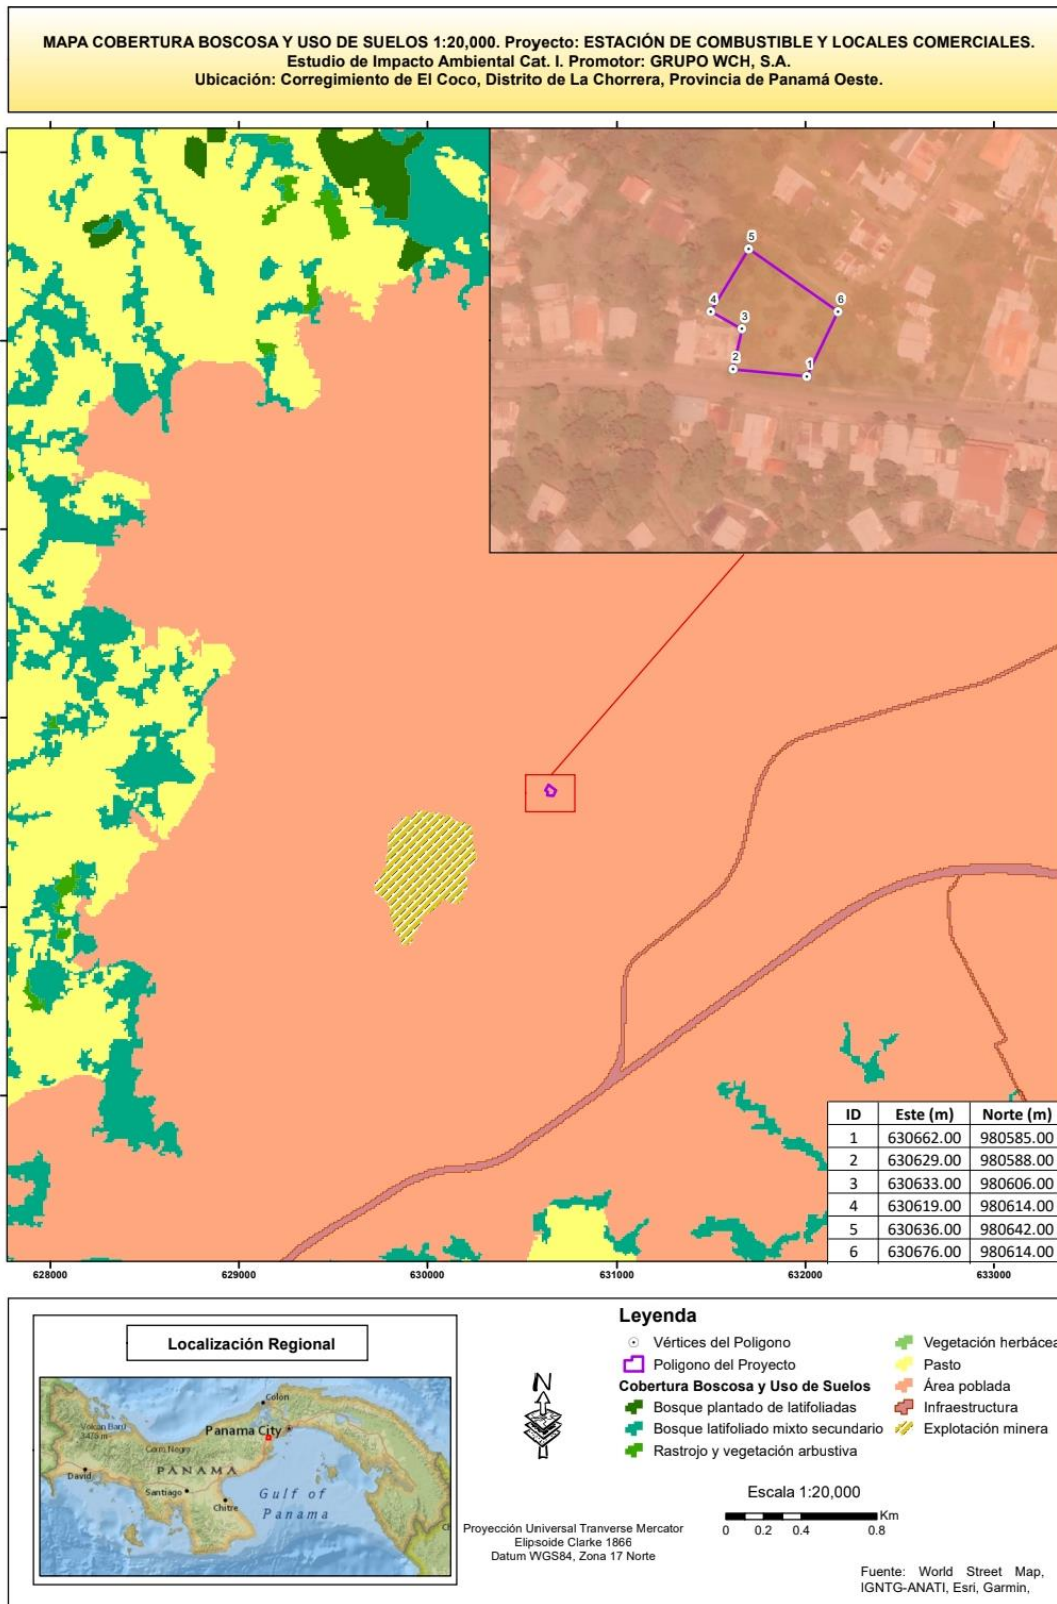 MAPA COBERTURA BOSCOSA Y USO DE SUELOS 1:20,000. Proyecto: ESTACIÓN DE COMBUSTIBLE Y LOCALES COMERCIALES.
Estudio de Impacto Ambiental Cat. I. Promotor: GRUPO WCH, S.A.
Ubicación: Corregimiento de El Coco, Distrito de La Chorrera, Provincia de Panamá Oeste.
5
4
6
3
2
1
ID Este (m) Norte (m)
1 630662.00 980585.00
2 630629.00 980588.00
3 630633.00 980606.00
4 630619.00 980614.00
5 630636.00 980642.00
6 630676.00 980614.00
628000 629000 630000 631000 632000 633000
Localización Regional
Colon
Panama City
Volcan Barú
3475 m
Cerro Negro
PANAMA
David
Santiago
Chitre
Gulf of
Panama
Leyenda
Vértices del Poligono
Poligono del Proyecto
Cobertura Boscosa y Uso de Suelos
Bosque plantado de latifoliadas
Bosque latifoliado mixto secundario
Rastrojo y vegetación arbustiva
Vegetación herbácea
Pasto
Área poblada
Infraestructura
Explotación minera
Escala 1:20,000
Km
0 0.2 0.4 0.8
Proyección Universal Tranverse Mercator
Elipsoide Clarke 1866
Datum WGS84, Zona 17 Norte
Fuente: World Street Map,
IGNTG-ANATI, Esri, Garmin,